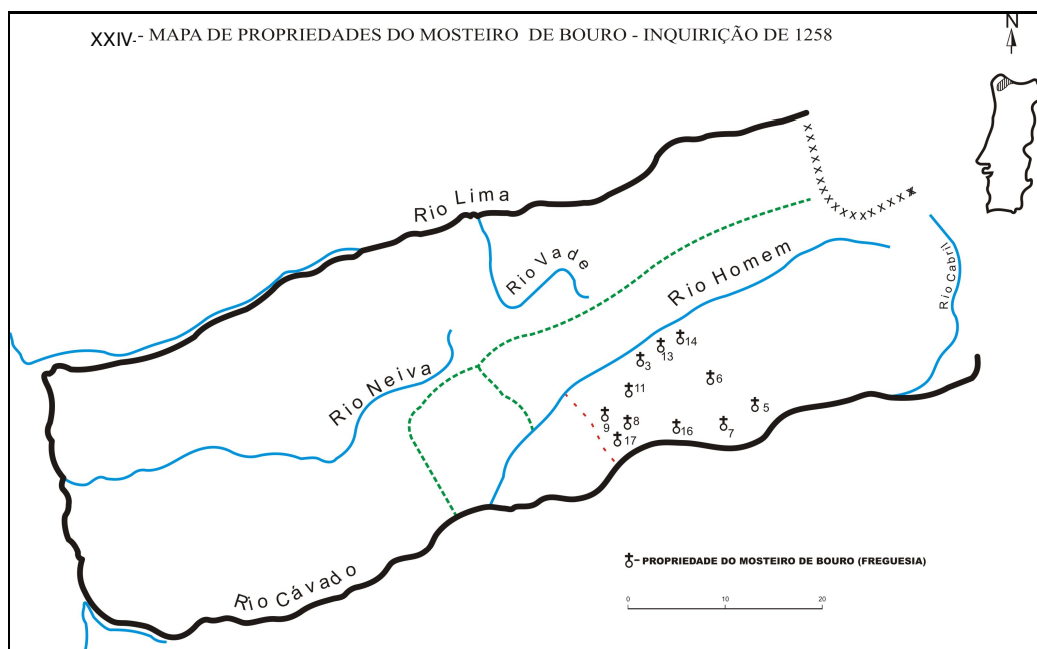 XXIV.- MAPA DE PROPRIEDADES DO MOSTEIRO DE BOURO - INQUIRIÇÃO DE 1258
N
Rio Lima
Rio Vade
Rio Homem
Rio Cabril
Rio Neiva
14
13
3
6
11
5
9
8
16
7
17
Rio Cávado
- PROPRIEDADE DO MOSTEIRO DE BOURO (FREGUESIA)
0 10 20